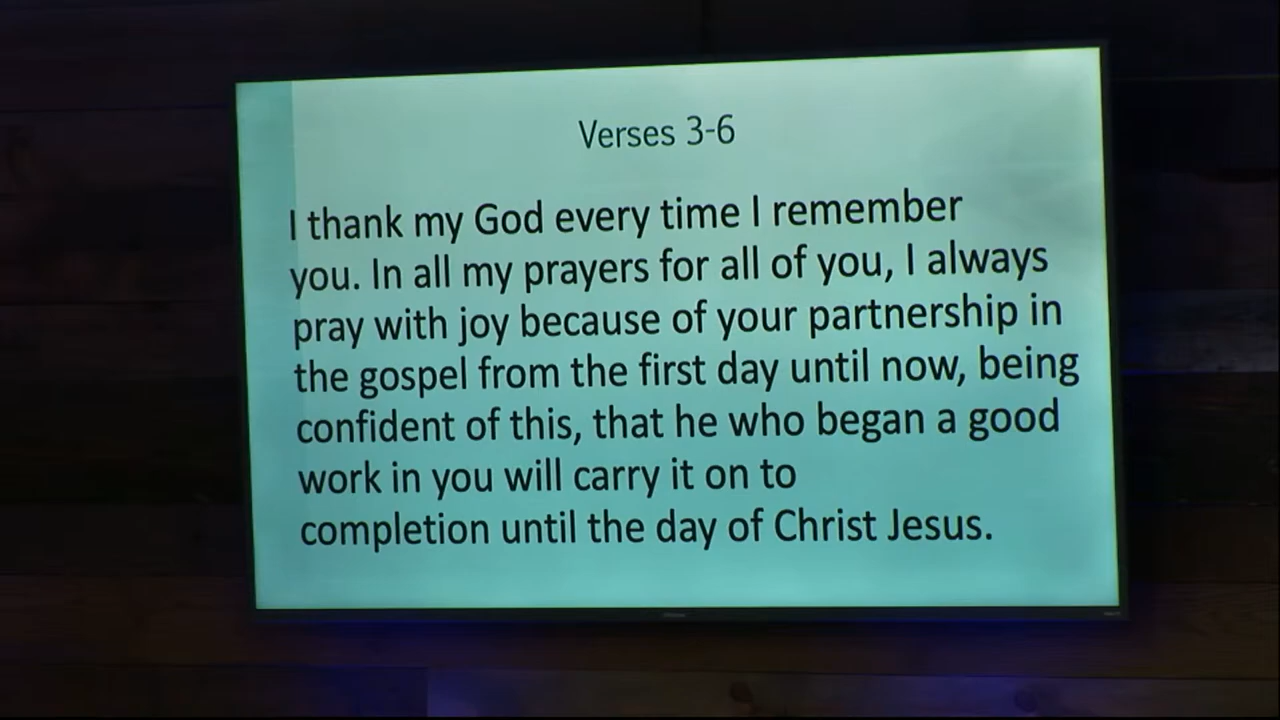 Verses 3-6
I thank my God every time I remember
you. In all my prayers for all of you, I always
pray with joy because of your partnership in
the gospel from the first day until now, being
confident of this, that he who began a good
work in you will carry it on to
completion until the day of Christ Jesus.